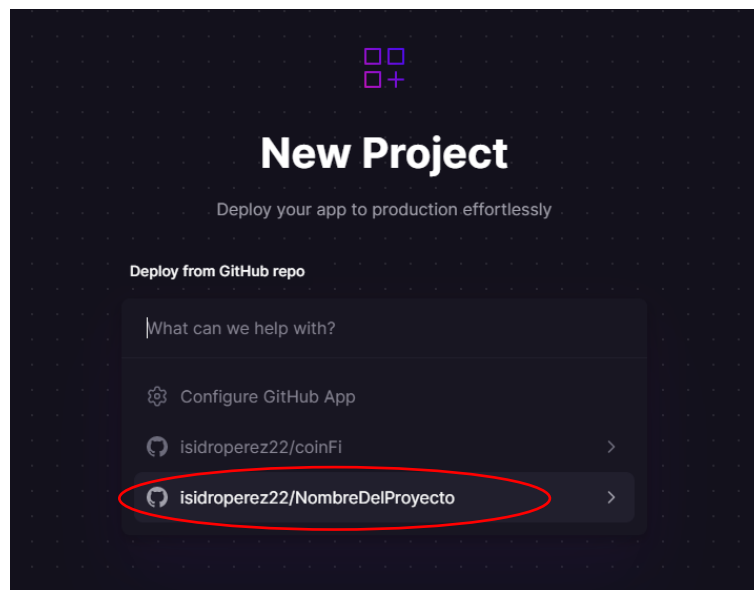 New Project
Deploy your app to production effortlessly
Deploy from GitHub repo
What can we help with?
Configure GitHub App
isidroperez22/coinFi
isidroperez22/NombreDelProyecto